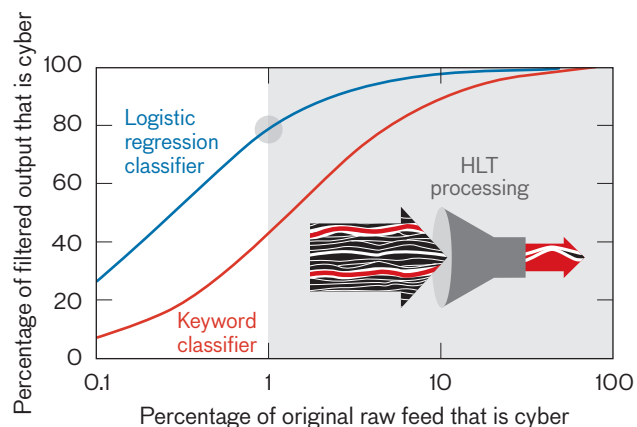 Percentage of filtered output that is cyber
100
80
60
40
20
0
Logistic
regression
classifier
HLT
processing
Keyword
classifier
0.1
1
10
100
Percentage of original raw feed that is cyber